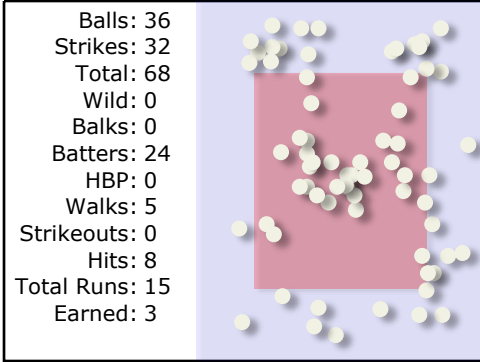 Balls: 36
Strikes: 32
Total: 68
Wild: 0
Balks: 0
Batters: 24
HBP: 0
Walks: 5
Strikeouts: 0
Hits: 8
Total Runs: 15
Earned: 3